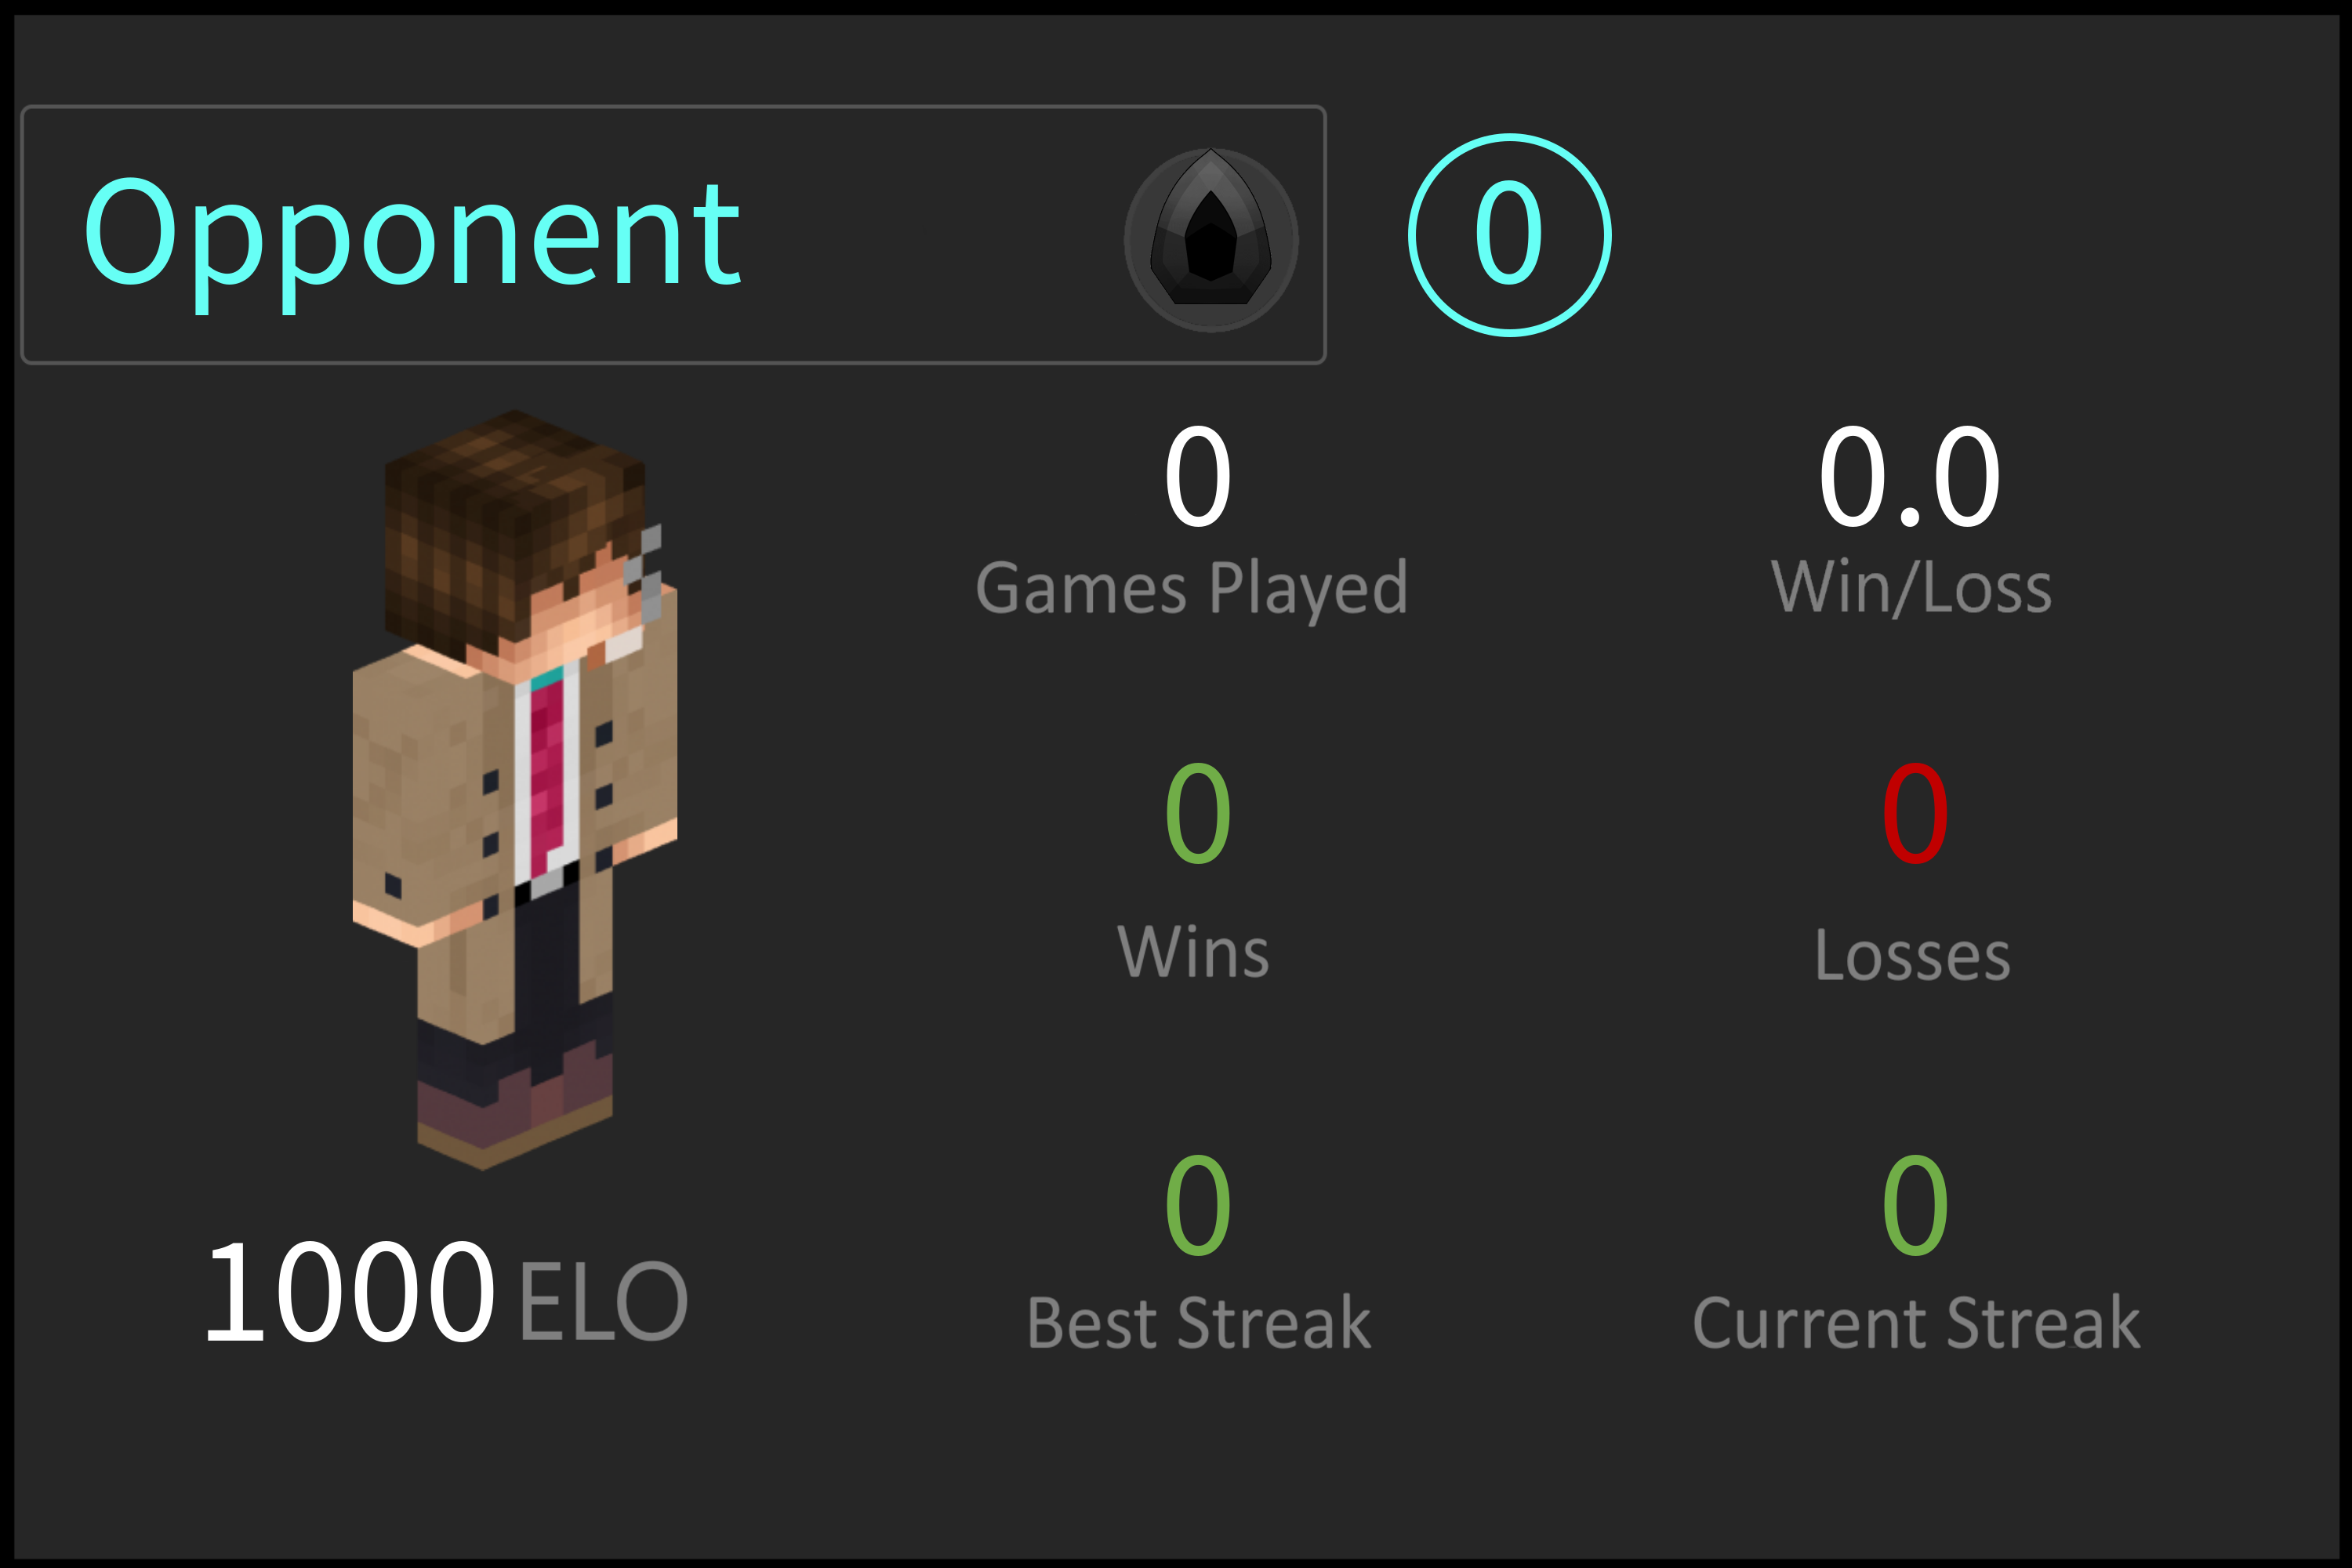 Opponent
0
0
0.0
Games Played
Win/Loss
0
0
Wins
Losses
0
0
1000 ELO
Best Streak
Current Streak